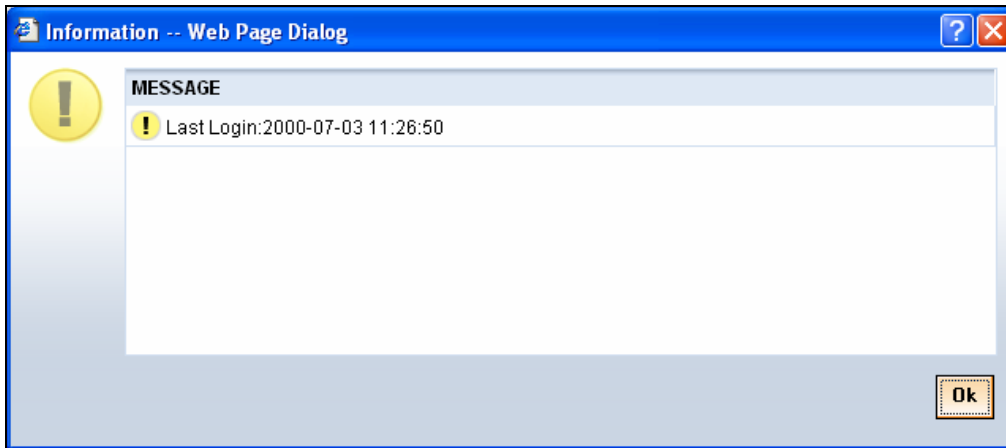 Information -- Web Page Dialog
MESSAGE
Last Login:2000-07-03 11:26:50
Ok